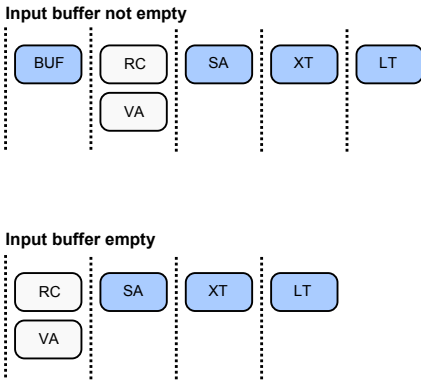 Input buffer not empty
BUF RC SA XT LT
VA
Input buffer empty
RC SA XT LT
VA